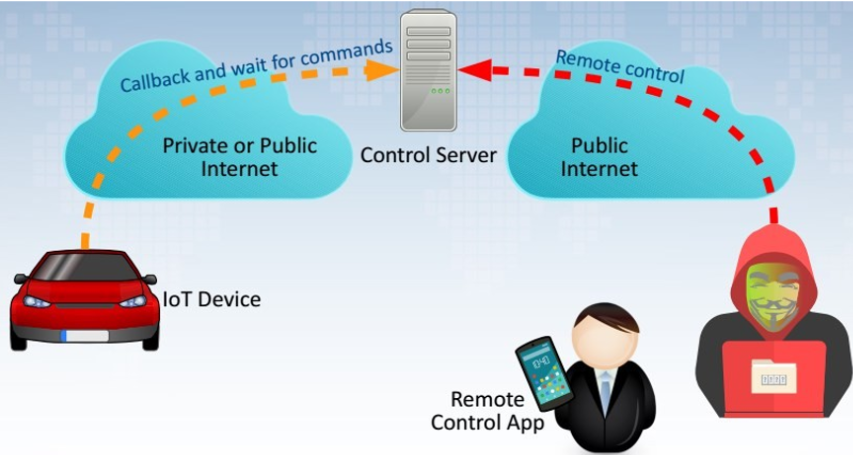 Callback and wait for commands
Remote control
Private or Public
Internet
Control Server
Public
Internet
IoT Device
Remote
Control App